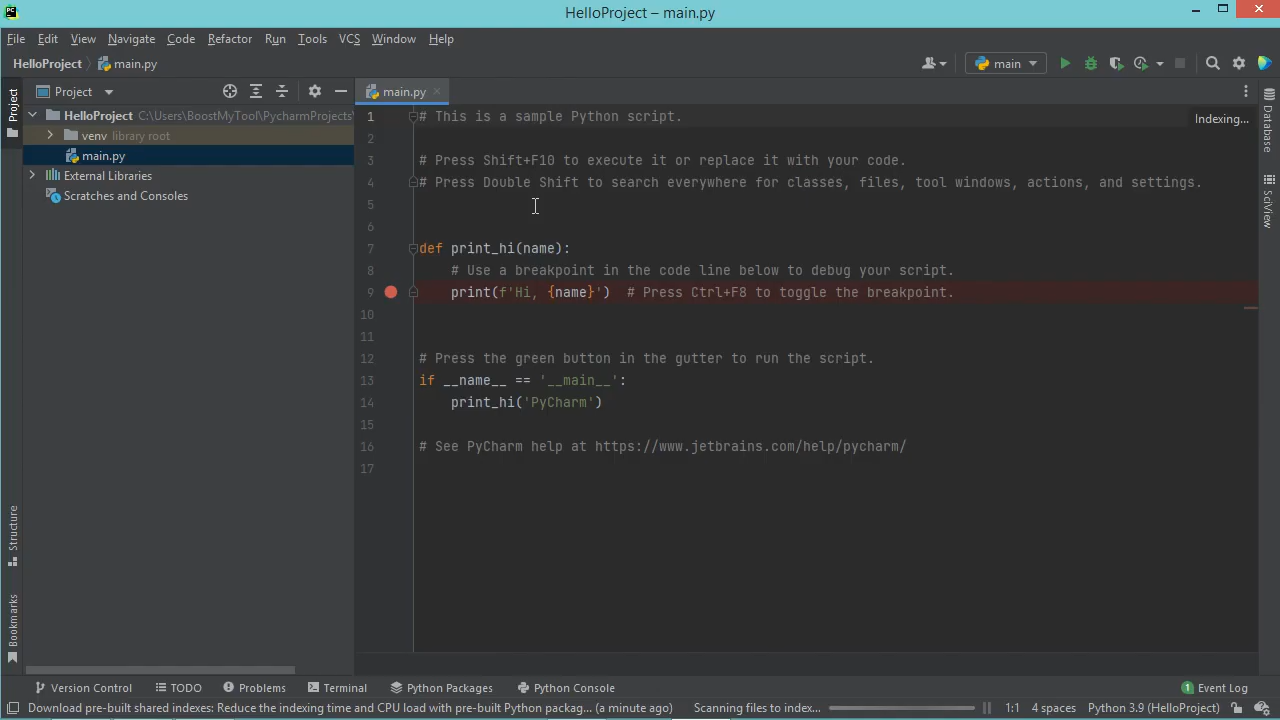 HelloProject – main.py
File Edit View Navigate Code Refactor Run Tools VCS Window Help
HelloProject main.py main
Project
Project
main.py
HelloProject C:\Users\BoostMyTool\PycharmProjects
venv library root
main.py
External Libraries
Scratches and Consoles
Structure
Bookmarks
1 # This is a sample Python script.
Indexing...
2
3 # Press Shift+F10 to execute it or replace it with your code.
4 # Press Double Shift to search everywhere for classes, files, tool windows, actions, and settings.
5
6
7 def print_hi(name):
8 # Use a breakpoint in the code line below to debug your script.
9 print(f'Hi, {name}') # Press Ctrl+F8 to toggle the breakpoint.
10
11
12 # Press the green button in the gutter to run the script.
13 if __name__ == '__main__':
14 print_hi('PyCharm')
15
16 # See PyCharm help at https://www.jetbrains.com/help/pycharm/
17
Database
SciView
Version Control TODO Problems Terminal Python Packages Python Console 1 Event Log
Download pre-built shared indexes: Reduce the indexing time and CPU load with pre-built Python packag... (a minute ago) Scanning files to index... 1:1 4 spaces Python 3.9 (HelloProject)